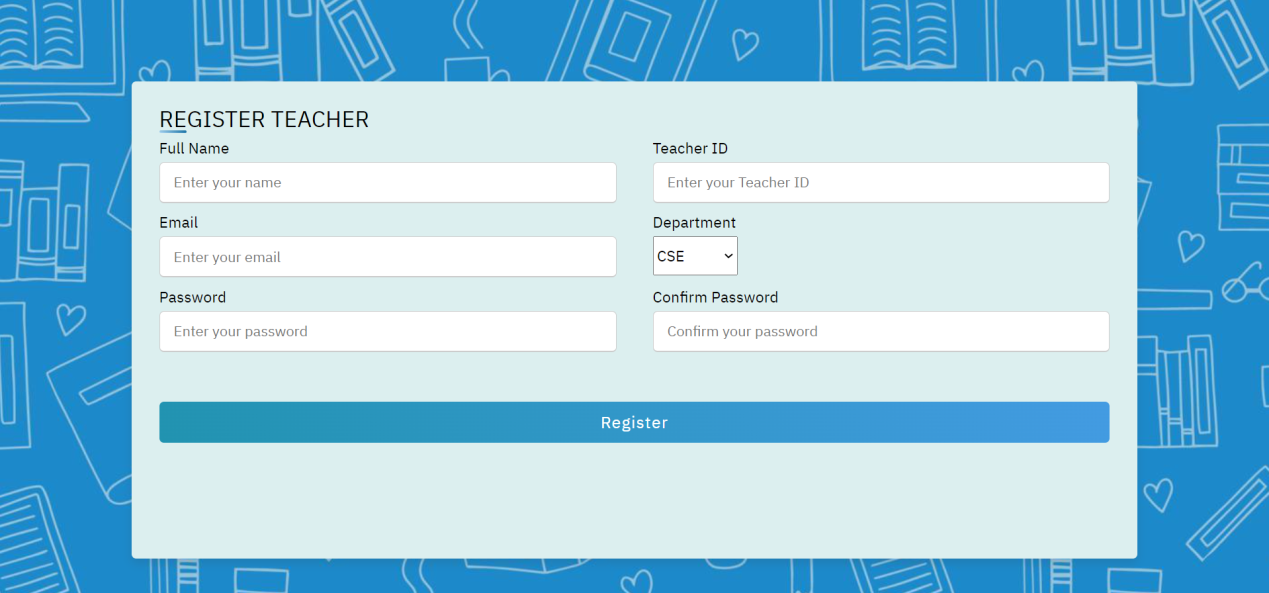 REGISTER TEACHER
Full Name
Teacher ID
Enter your name
Enter your Teacher ID
Email
Department
Enter your email
CSE
Password
Confirm Password
Enter your password
Confirm your password
Register